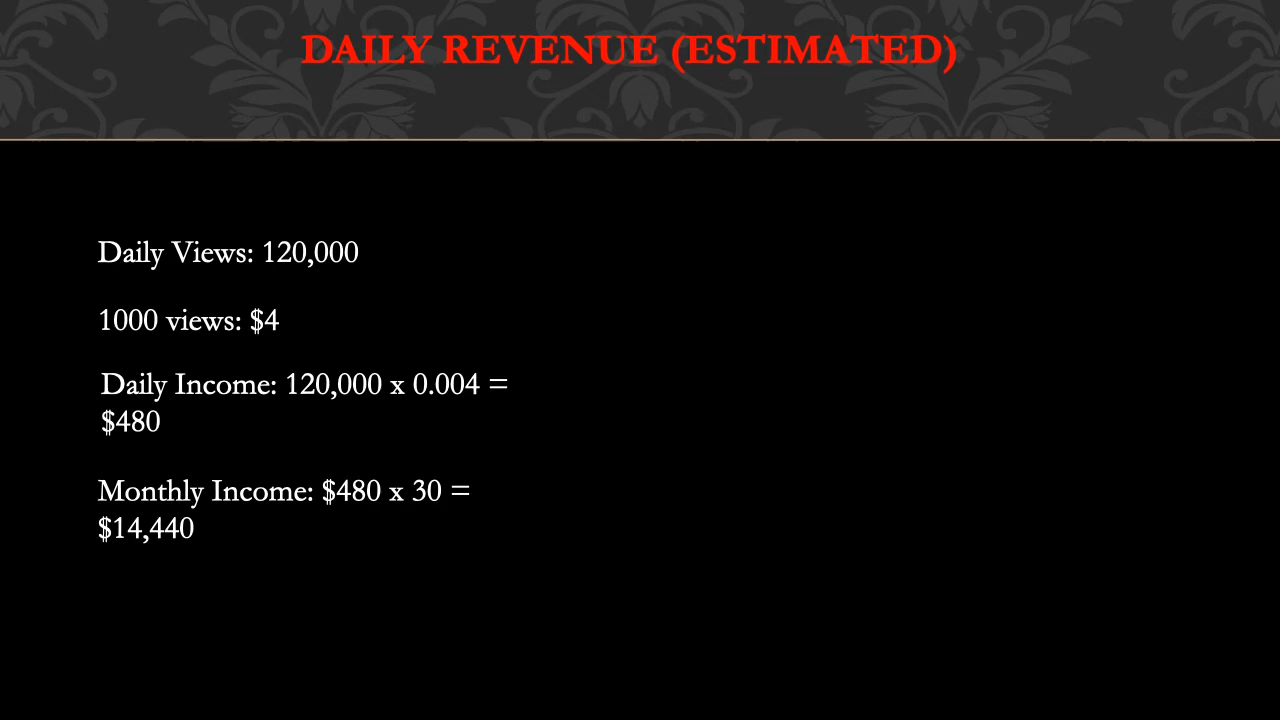 DAILY REVENUE (ESTIMATED)
Daily Views: 120,000
1000 views: $4
Daily Income: 120,000 x 0.004 =
$480
Monthly Income: $480 x 30 =
$14,440